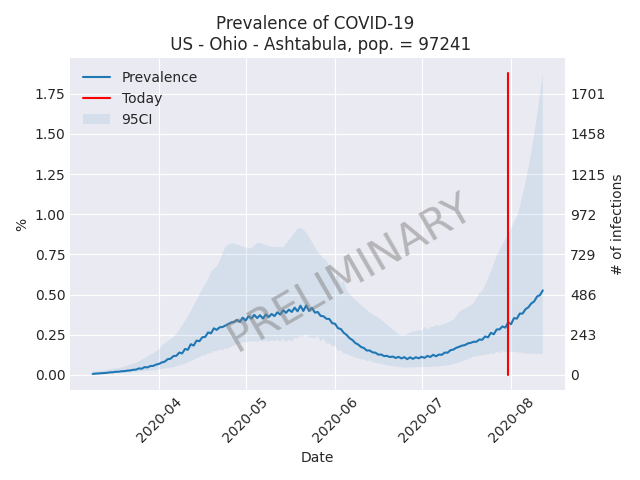 Prevalence of COVID-19
US - Ohio - Ashtabula, pop. = 97241
Prevalence
Today
95CI
PRELIMINARY
%
1.75
1.50
1.25
1.00
0.75
0.50
0.25
0.00
1701
1458
1215
972
729
486
243
0
# of infections
2020-04
2020-05
2020-06
2020-07
2020-08
Date